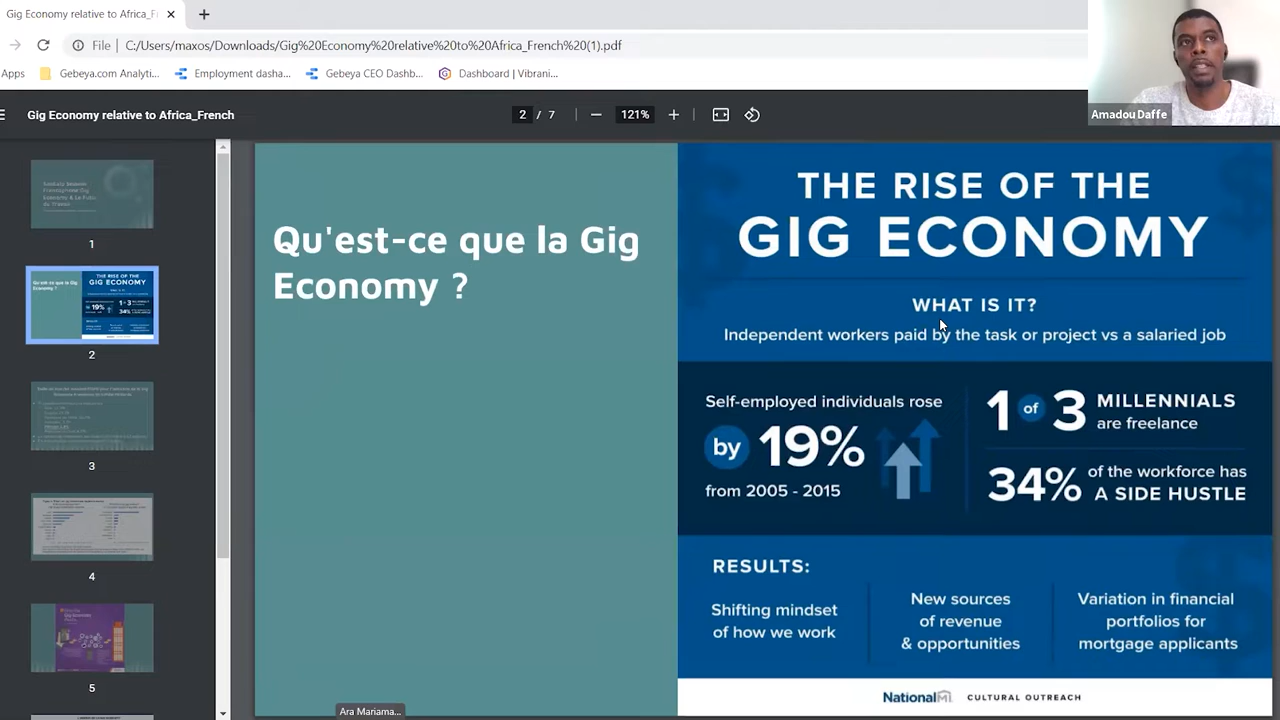 Gig Economy relative to Africa_F
File
C:/Users/maxos/Downloads/Gig%20Economy%20relative%20to%20Africa_French%20(1).pdf
Apps
Gebeya.com Analyti...
Employment dasha...
Gebeya CEO Dashb...
Dashboard | Vibrani...
Amadou Daffe
Gig Economy relative to Africa_French
2 / 7
121%
1
2
3
4
5
Qu'est-ce que la Gig
Economy ?
THE RISE OF THE
GIG ECONOMY
WHAT IS IT?
Independent workers paid by the task or project vs a salaried job
Self-employed individuals rose
by 19%
from 2005 - 2015
1 of 3 MILLENNIALS
are freelance
34% of the workforce has
A SIDE HUSTLE
RESULTS:
Shifting mindset
of how we work
New sources
of revenue
& opportunities
Variation in financial
portfolios for
mortgage applicants
NationalMI
CULTURAL OUTREACH
Ara Mariama...